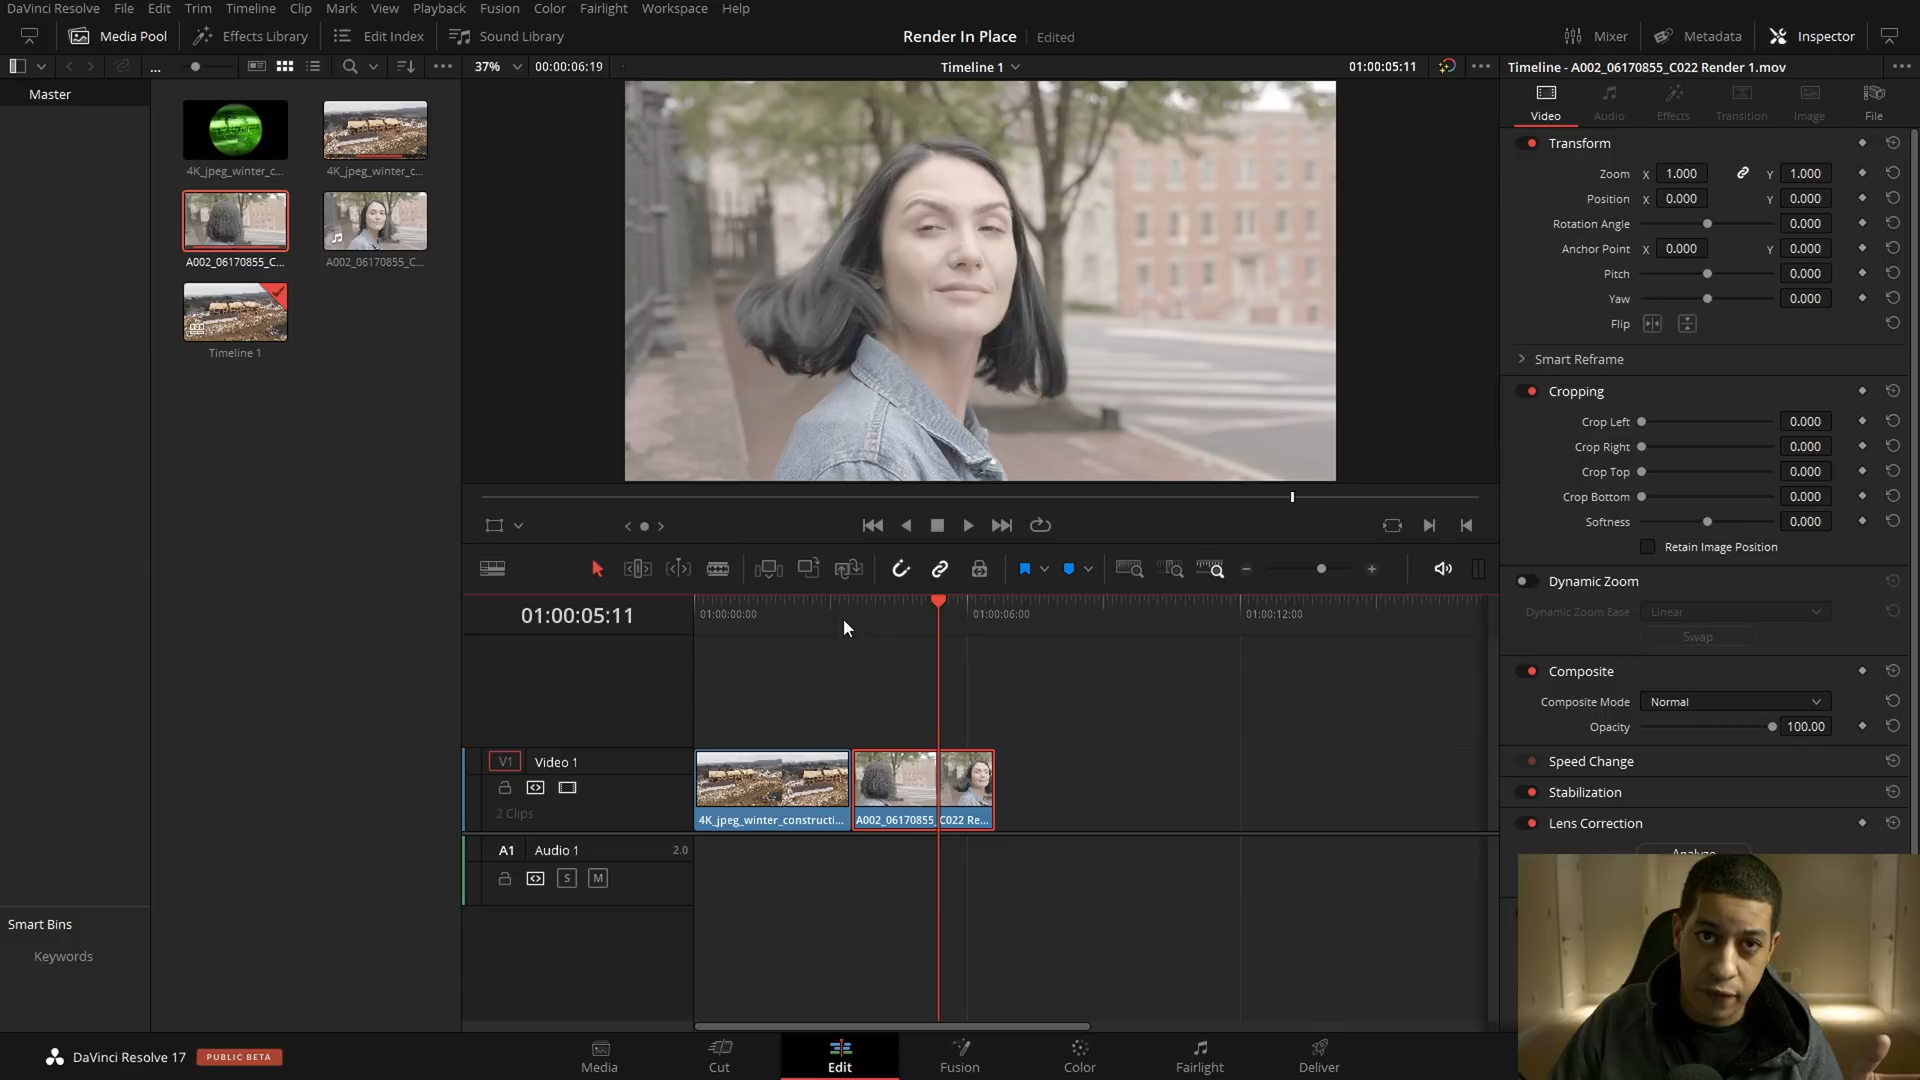 DaVinci Resolve File Edit Trim Timeline Clip Mark View Playback Fusion Color Fairlight Workspace Help
Media Pool Effects Library Edit Index Sound Library Render In Place Edited Mixer Metadata Inspector
... 37% 00:00:06:19 Timeline 1 01:00:05:11 Timeline - A002_06170855_C022 Render 1.mov
Master
Video Audio Effects Transition Image File
4K_jpeg_winter_c... 4K_jpeg_winter_c...
A002_06170855_C... A002_06170855_C...
Timeline 1
Transform
Zoom X 1.000 Y 1.000
Position X 0.000 Y 0.000
Rotation Angle 0.000
Anchor Point X 0.000 Y 0.000
Pitch 0.000
Yaw 0.000
Flip
Smart Reframe
Cropping
Crop Left 0.000
Crop Right 0.000
Crop Top 0.000
Crop Bottom 0.000
Softness 0.000
Retain Image Position
Dynamic Zoom
Dynamic Zoom Ease Linear
Swap
Composite
Composite Mode Normal
Opacity 100.00
Speed Change
Stabilization
Lens Correction
Analyze
01:00:05:11 01:00:00:00 01:00:06:00 01:00:12:00
V1 Video 1
2 Clips
4K_jpeg_winter_constructi... A002_06170855_C022 Re...
A1 Audio 1 2.0
S M
Smart Bins
Keywords
DaVinci Resolve 17 PUBLIC BETA
Media Cut Edit Fusion Color Fairlight Deliver